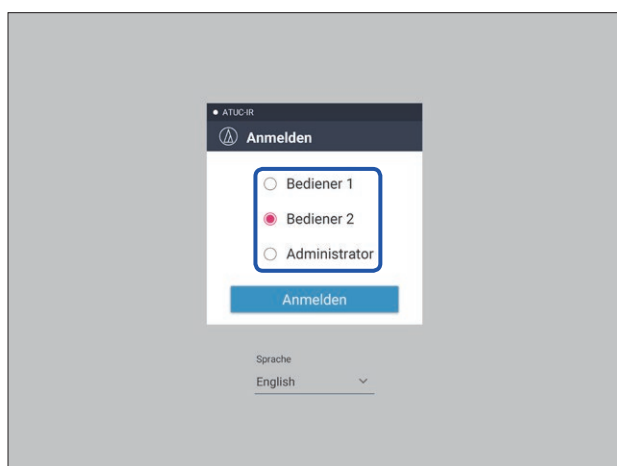 ATUC-IR
Anmelden
Bediener 1
Bediener 2
Administrator
Anmelden
Sprache
English